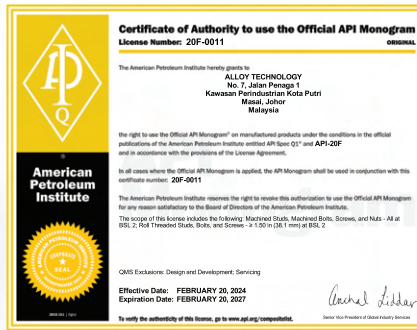 Certificate of Authority to use the Official API Monogram
License Number: 20F-0011
ORIGINAL
The American Petroleum Institute hereby grants to
ALLOY TECHNOLOGY
No. 7, Jalan Penaga 1
Kawasan Perindustrian Kota Putri
Masai, Johor
Malaysia
API
Q
the right to use the Official API Monogram® on manufactured products under the conditions in the official
publications of the American Petroleum Institute entitled API Spec Q1® and API-20F
and in accordance with the provisions of the License Agreement.
American
Petroleum
Institute
In all cases where the Official API Monogram is applied, the API Monogram shall be used in conjunction with this
certificate number: 20F-0011
The American Petroleum Institute reserves the right to revoke this authorization to use the Official API Monogram
for any reason satisfactory to the Board of Directors of the American Petroleum Institute.
The scope of this license includes the following: Machined Studs, Machined Bolts, Screws, and Nuts - All at
BSL 2; Roll Threaded Studs, Bolts, and Screws - ≥ 1.50 in (38.1 mm) at BSL 2
CORPORATE
SEAL
QMS Exclusions: Design and Development; Servicing
Effective Date: FEBRUARY 20, 2024
Expiration Date: FEBRUARY 20, 2027
To verify the authenticity of this license, go to www.api.org/compositelist.
Senior Vice President of Global Industry Services